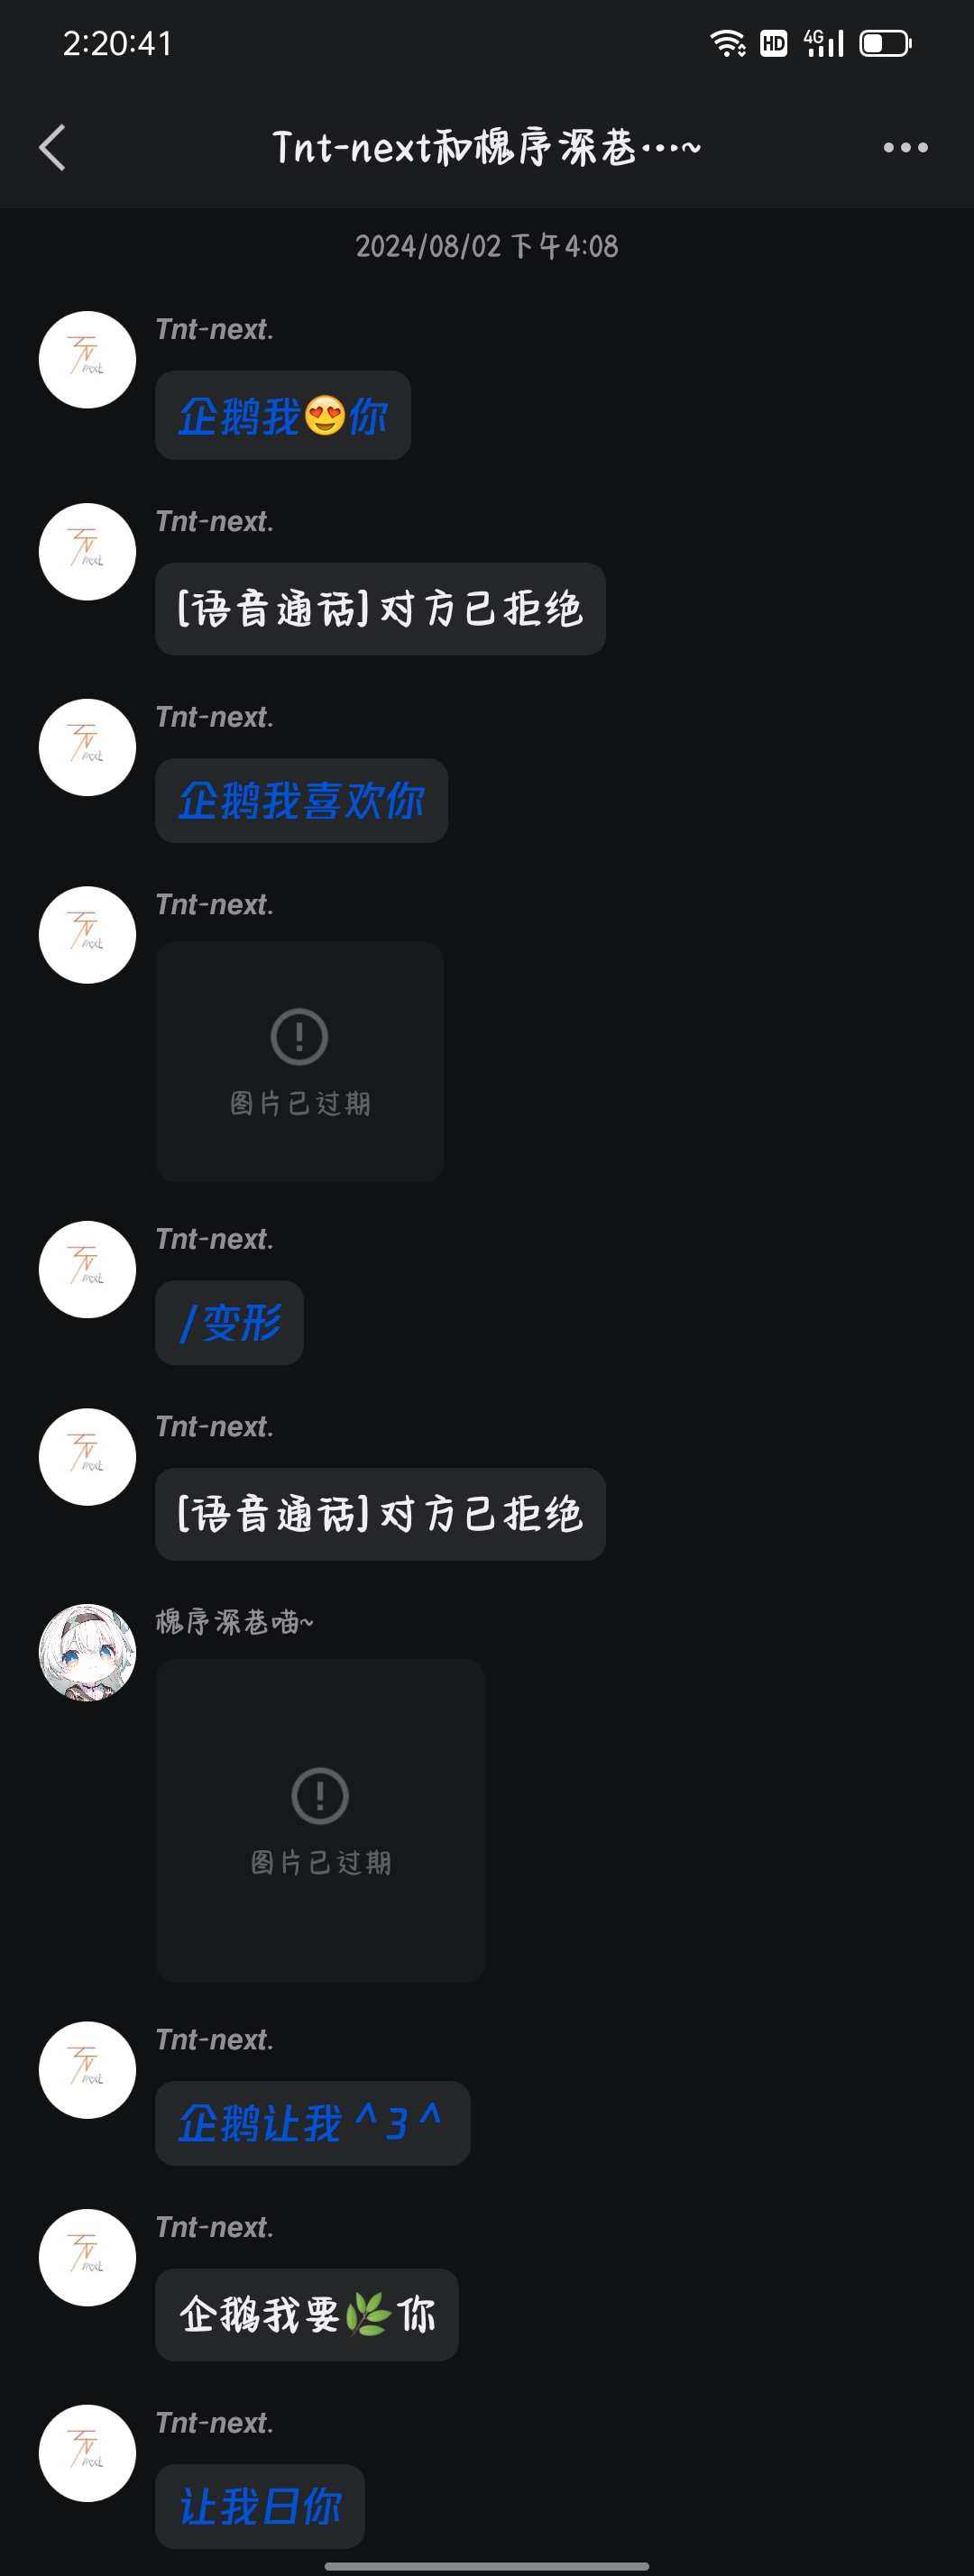 2:20:41
HD 4G
Tnt-next和槐序深巷…~
2024/08/02 下午4:08
Tnt-next.
企鹅我😍你
Tnt-next.
[语音通话] 对方已拒绝
Tnt-next.
企鹅我喜欢你
Tnt-next.
图片已过期
Tnt-next.
/变形
Tnt-next.
[语音通话] 对方已拒绝
槐序深巷喵~
图片已过期
Tnt-next.
企鹅让我^3^
Tnt-next.
企鹅我要🌿你
Tnt-next.
让我日你